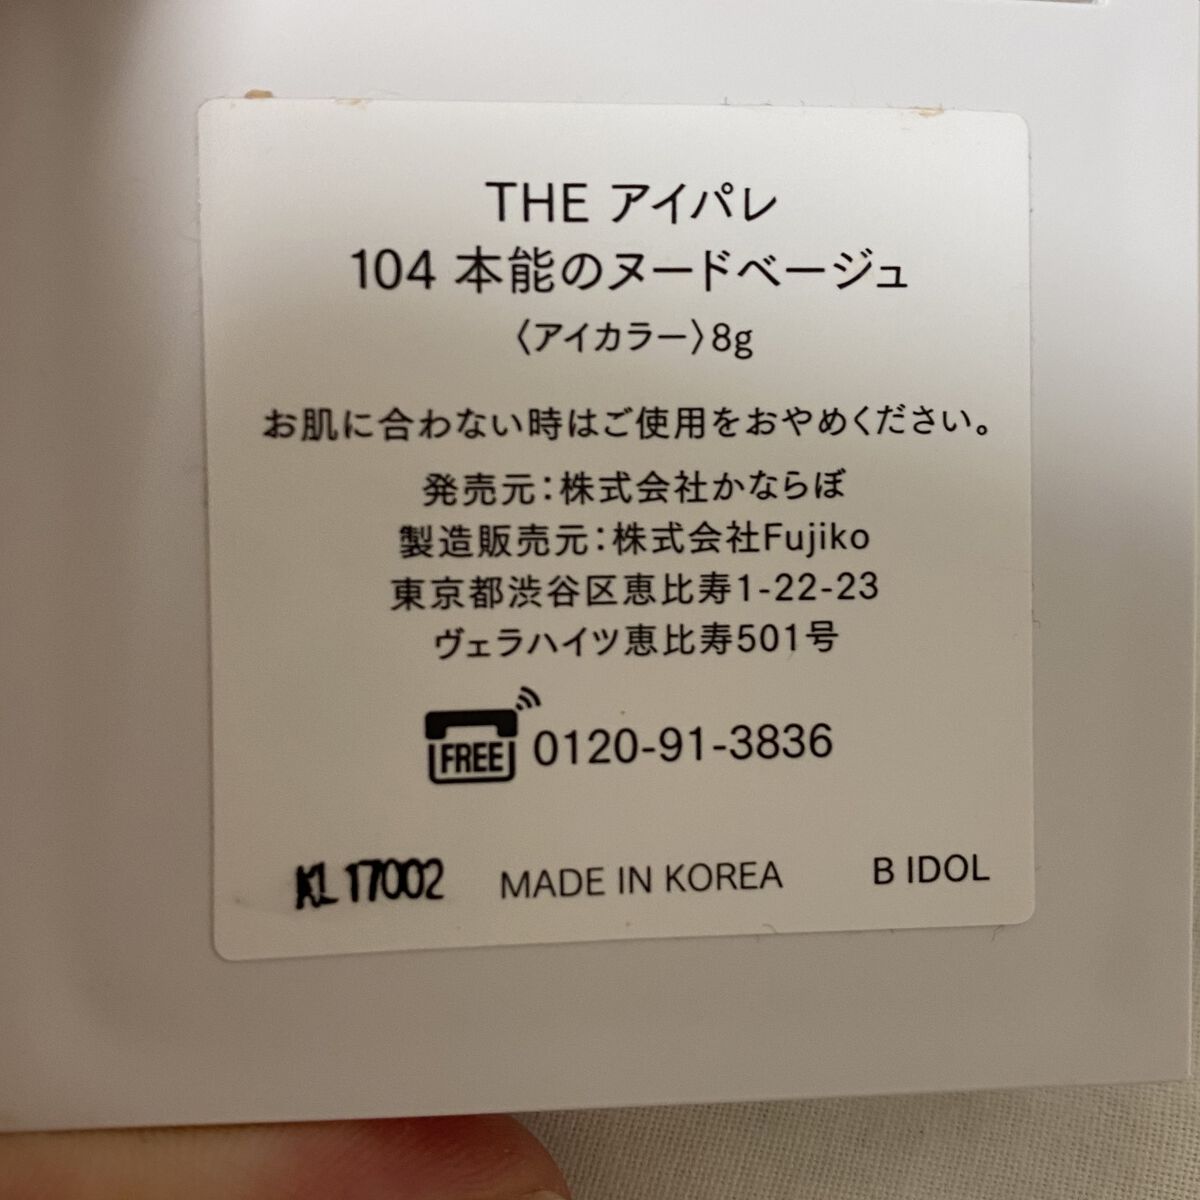 THE アイパレ
104 本能のヌードベージュ
〈アイカラー〉8g
お肌に合わない時はご使用をおやめください。
発売元：株式会社かならぼ
製造販売元：株式会社Fujiko
東京都渋谷区恵比寿1-22-23
ヴェラハイツ恵比寿501号
FREE 0120-91-3836
KL 17002 MADE IN KOREA B IDOL